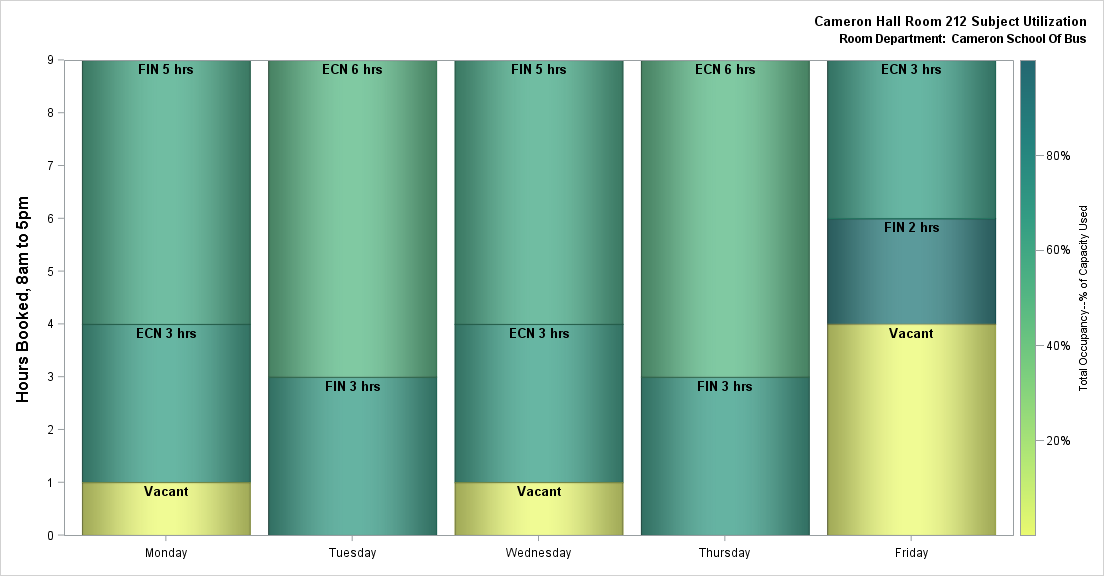 Cameron Hall Room 212 Subject Utilization
Room Department: Cameron School Of Bus
Hours Booked, 8am to 5pm
9
8
7
6
5
4
3
2
1
0
FIN 5 hrs
ECN 3 hrs
Vacant
ECN 6 hrs
FIN 3 hrs
FIN 5 hrs
ECN 3 hrs
Vacant
ECN 6 hrs
FIN 3 hrs
ECN 3 hrs
FIN 2 hrs
Vacant
Monday
Tuesday
Wednesday
Thursday
Friday
80%
60%
40%
20%
Total Occupancy--% of Capacity Used